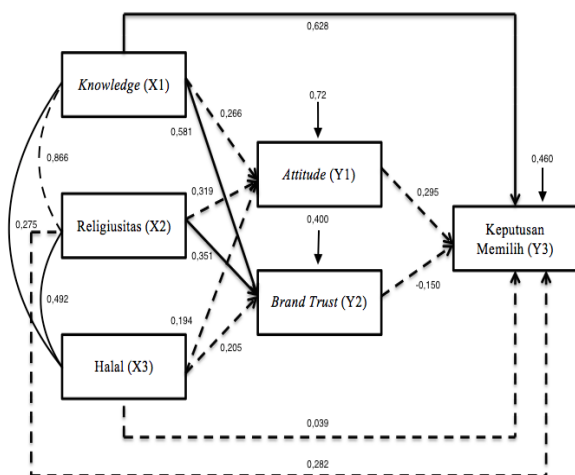 0,628
Knowledge (X1)
0,72
0,266
0,581
0,866
Attitude (Y1)
0,460
0,319
0,295
0,275
Religiusitas (X2)
0,400
Keputusan
Memilih (Y3)
0,351
0,492
Brand Trust (Y2)
-0,150
0,194
0,205
Halal (X3)
0,039
0,282